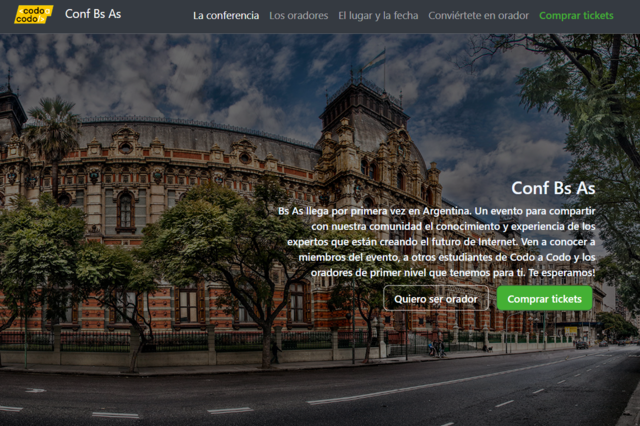 codo a
codo
Conf Bs As
La conferencia
Los oradores
El lugar y la fecha
Conviértete en orador
Comprar tickets
Conf Bs As
Bs As llega por primera vez en Argentina. Un evento para compartir
con nuestra comunidad el conocimiento y experiencia de los
expertos que están creando el futuro de Internet. Ven a conocer a
miembros del evento, a otros estudiantes de Codo a Codo y los
oradores de primer nivel que tenemos para ti. Te esperamos!
Quiero ser orador
Comprar tickets